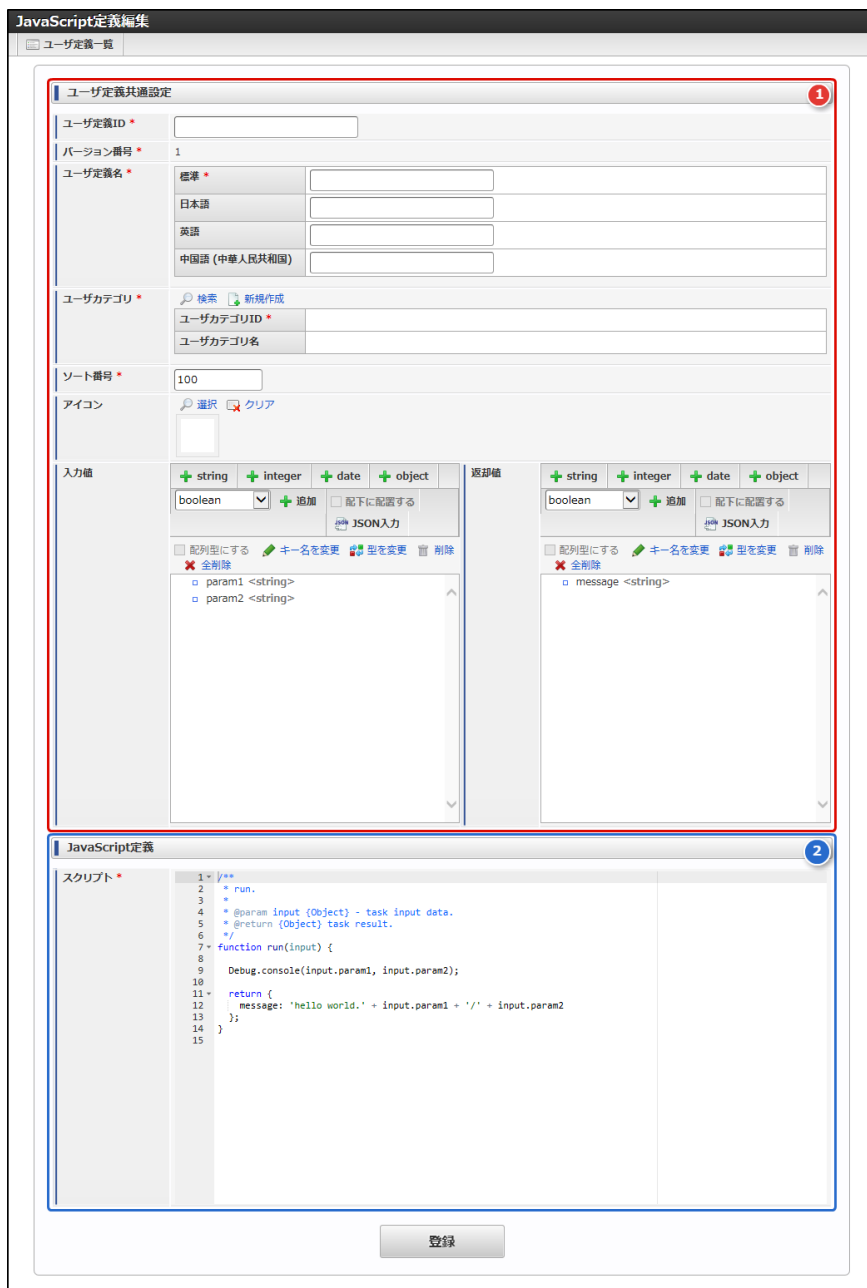 JavaScript定義編集
ユーザ定義一覧
ユーザ定義共通設定
1
ユーザ定義ID *
バージョン番号 *
1
ユーザ定義名 *
標準 *
日本語
英語
中国語 (中華人民共和国)
ユーザカテゴリ *
検索 新規作成
ユーザカテゴリID *
ユーザカテゴリ名
ソート番号 *
100
アイコン
選択 クリア
入力値
string integer date object
boolean 追加 配下に配置する
JSON入力
配列型にする キー名を変更 型を変更 削除
全削除
param1 <string>
param2 <string>
返却値
string integer date object
boolean 追加 配下に配置する
JSON入力
配列型にする キー名を変更 型を変更 削除
全削除
message <string>
JavaScript定義
2
スクリプト *
1 /**
2  * run.
3  *
4  * @param input {Object} - task input data.
5  * @return {Object} task result.
6  */
7 function run(input) {
8
9   Debug.console(input.param1, input.param2);
10
11   return {
12     message: 'hello world.' + input.param1 + '/' + input.param2
13   };
14 }
15
登録